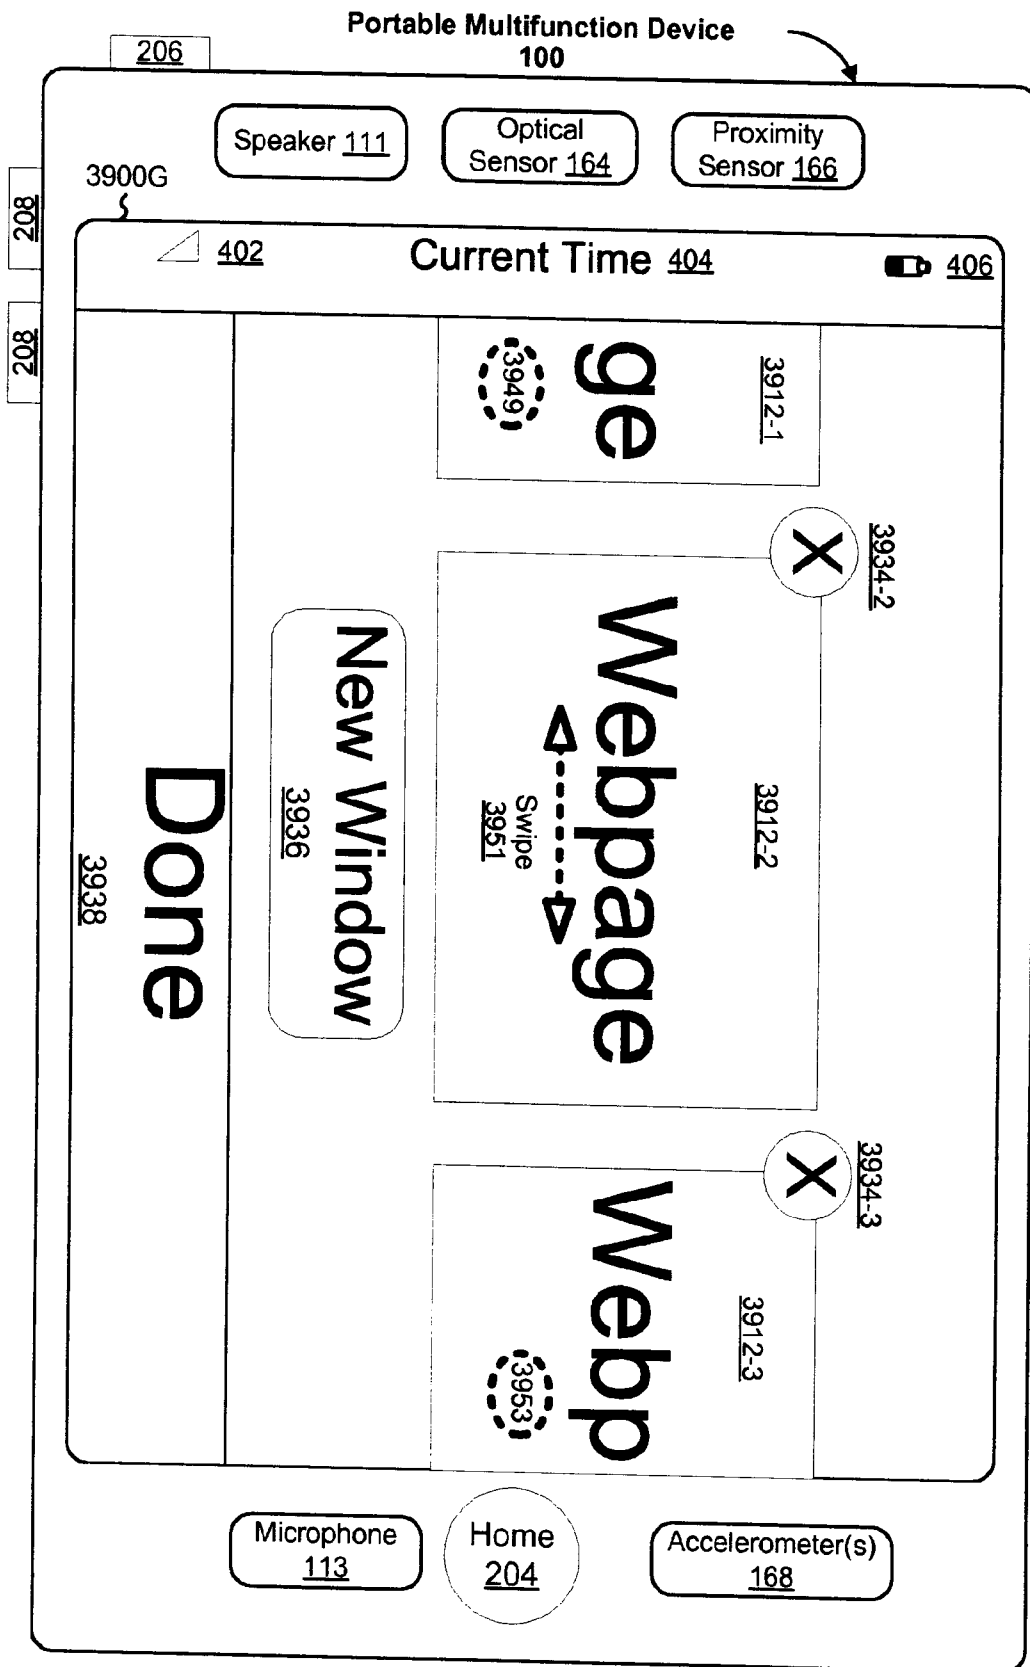 Portable Multifunction Device
100
206
Speaker 111
Optical
Sensor 164
Proximity
Sensor 166
208
208
3900G
402
Current Time 404
406
ge
3949
3912-1
X
3934-2
Webpage
3912-2
Swipe
3951
New Window
3936
Done
3938
X
3934-3
Webp
3912-3
3953
Microphone
113
Home
204
Accelerometer(s)
168